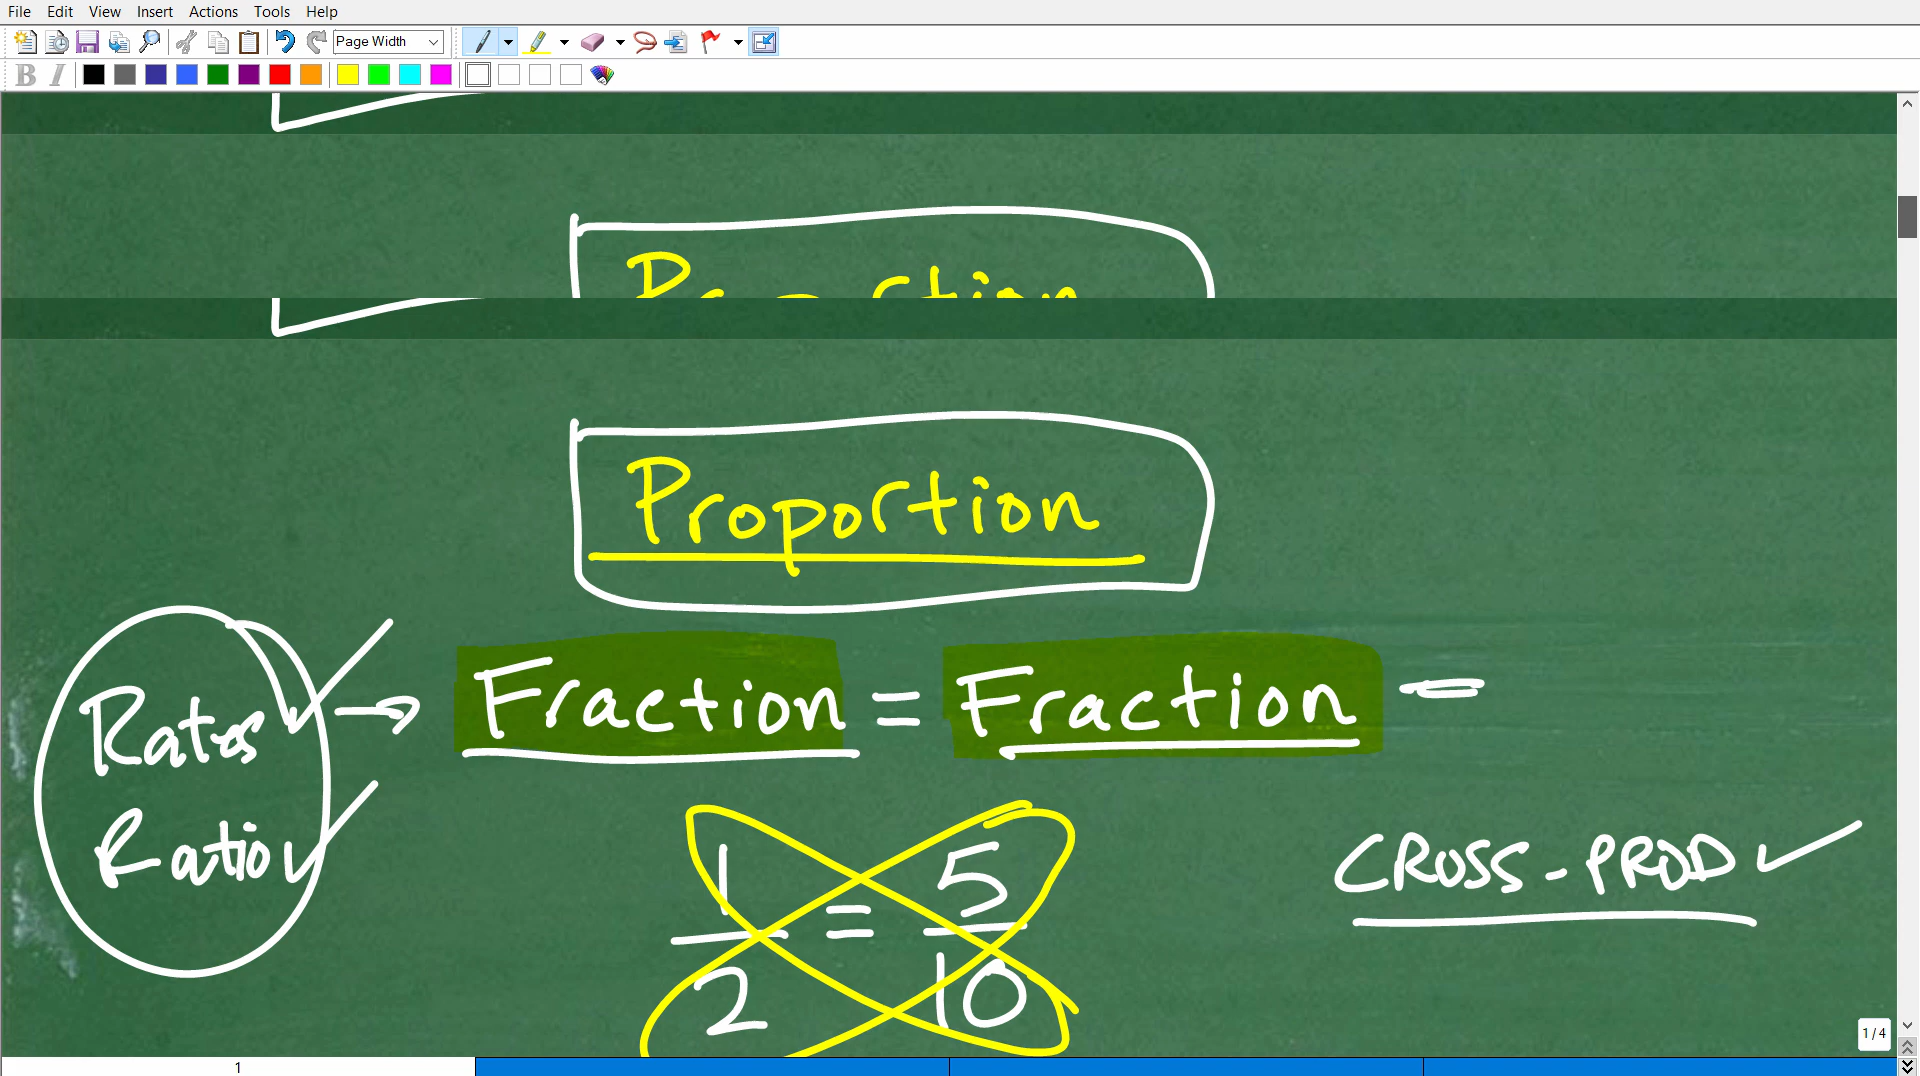 File Edit View Insert Actions Tools Help
Page Width
B I
Proportion
Proportion
Rates → Fraction = Fraction =
Ratio
1/2 = 5/10
CROSS-PROD ✓
1 / 4
1